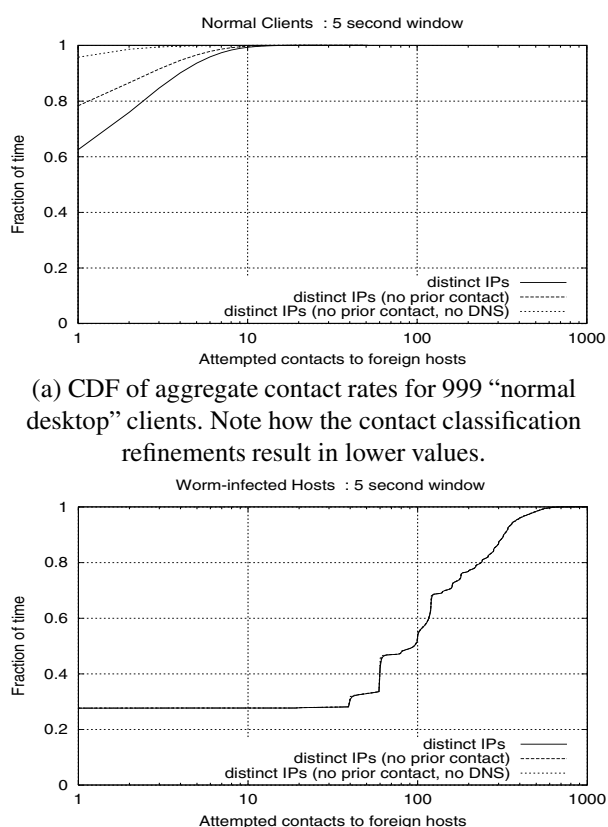 Normal Clients : 5 second window
1
0.8
0.6
0.4
0.2
0
Fraction of time
distinct IPs
distinct IPs (no prior contact)
distinct IPs (no prior contact, no DNS)
1 10 100 1000
Attempted contacts to foreign hosts
(a) CDF of aggregate contact rates for 999 “normal
desktop” clients. Note how the contact classification
refinements result in lower values.
Worm-infected Hosts : 5 second window
1
0.8
0.6
0.4
0.2
0
Fraction of time
distinct IPs
distinct IPs (no prior contact)
distinct IPs (no prior contact, no DNS)
1 10 100 1000
Attempted contacts to foreign hosts